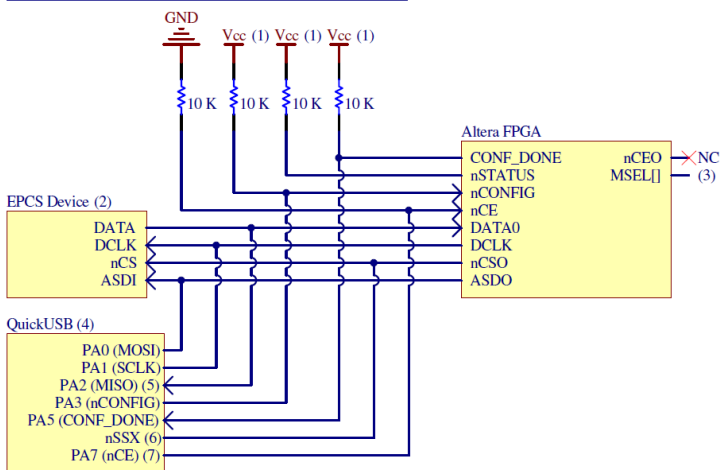 GND
Vcc (1) Vcc (1) Vcc (1)
10 K 10 K 10 K 10 K
Altera FPGA
CONF_DONE nCEO NC
nSTATUS MSEL[] (3)
nCONFIG
nCE
DATA0
DCLK
nCSO
ASDO
EPCS Device (2)
DATA
DCLK
nCS
ASDI
QuickUSB (4)
PA0 (MOSI)
PA1 (SCLK)
PA2 (MISO) (5)
PA3 (nCONFIG)
PA5 (CONF_DONE)
nSSX (6)
PA7 (nCE) (7)